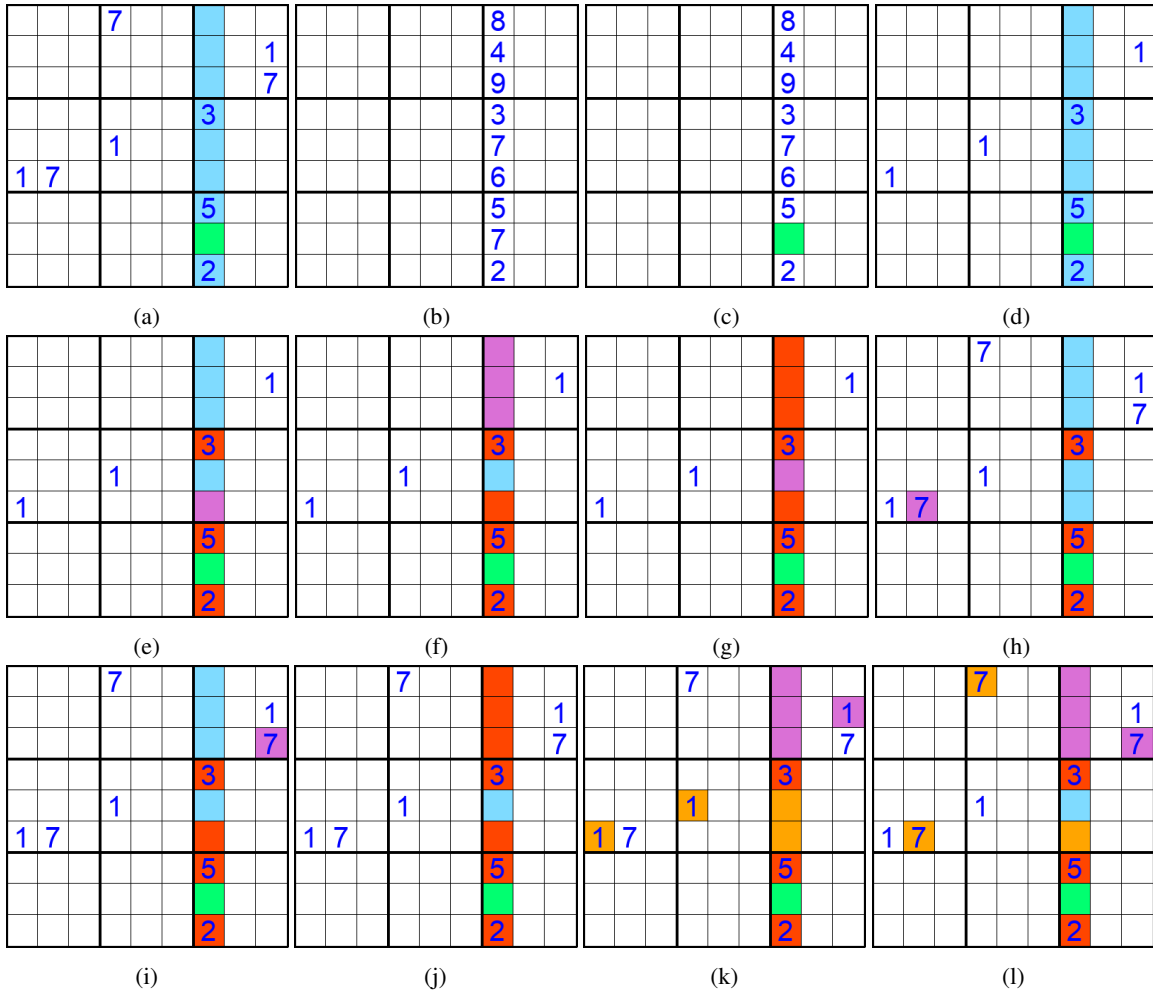 7 8 8
1 4 4 1
7 9 9
3 3 3 3
1 7 7 1
1 7 6 6 1
5 5 5 5
7
2 2 2 2
(a) (b) (c) (d)
7
1 1 1 1
7
3 3 3 3
1 1 1 1
1 1 1 1 7
5 5 5 5
2 2 2 2
(e) (f) (g) (h)
7 7 7 7
1 1 1 1
7 7 7 7
3 3 3 3
1 1 1 1
1 7 1 7 1 7 1 7
5 5 5 5
2 2 2 2
(i) (j) (k) (l)